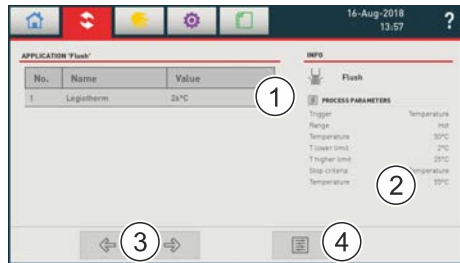 16-Aug-2018
13:57
?
APPLICATION 'Flush'
No. Name Value
1 Legiotherm 26°C
1
INFO
Flush
PROCESS PARAMETERS
Trigger Temperature
Range Hot
Temperature 50°C
T lower limit 2°C
T higher limit 25°C
Stop criteria Temperature
Temperature 55°C
2
3
4